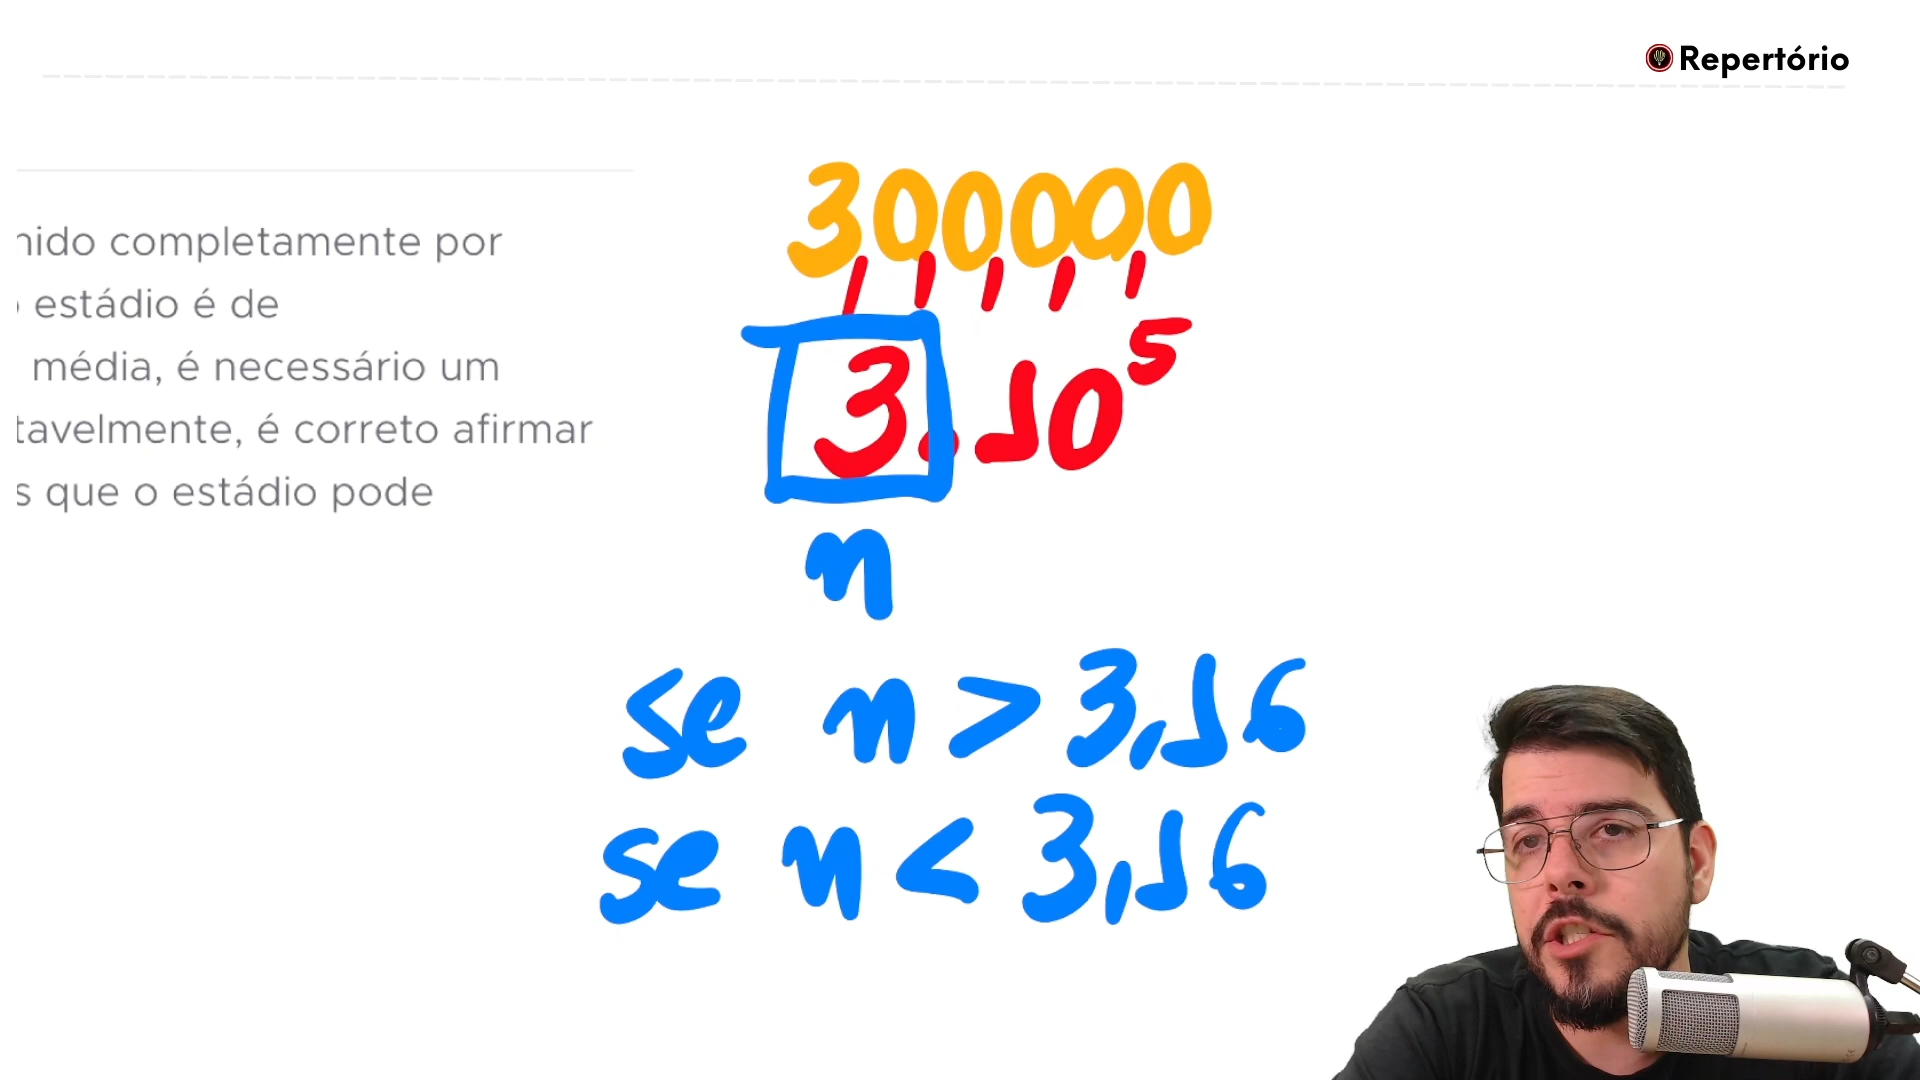 Repertório
completamente por
estádio é de
média, é necessário um
tavelmente, é correto afirmar
s que o estádio pode
300000
3.10⁵
n
se n > 3,16
se n < 3,16